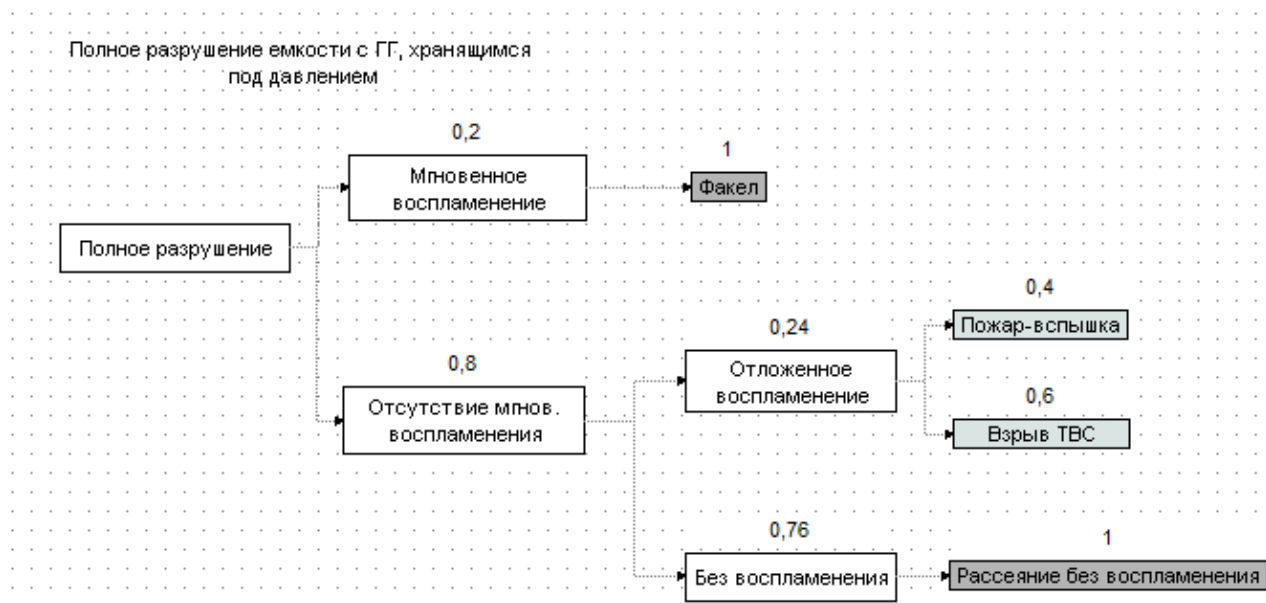 Полное разрушение емкости с ГГ, хранящимся
под давлением
0,2
Мгновенное
воспламенение
1
Факел
Полное разрушение
0,8
Отсутствие мгнов.
воспламенения
0,24
Отложенное
воспламенение
0,4
Пожар-вспышка
0,6
Взрыв ТВС
0,76
Без воспламенения
1
Рассеяние без воспламенения